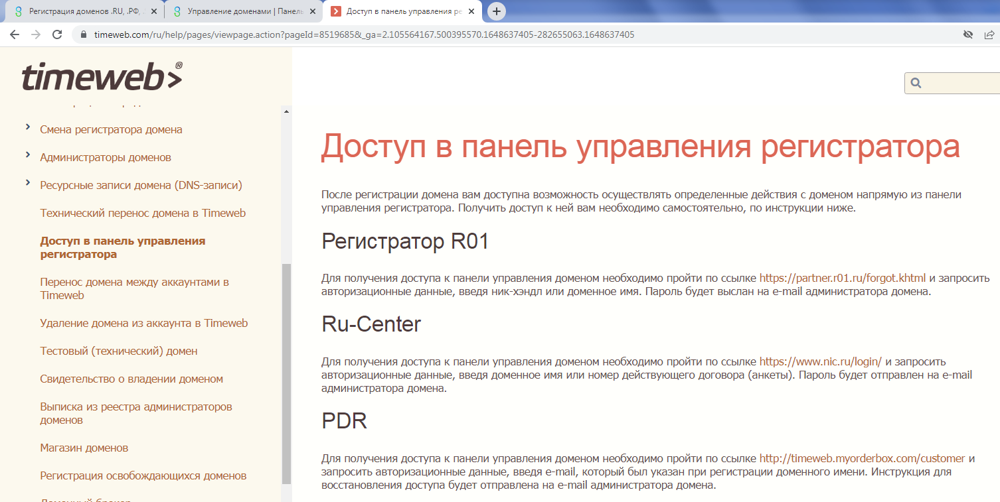 Регистрация доменов .RU, .РФ,
Управление доменами | Панель
Доступ в панель управления ре
timeweb.com/ru/help/pages/viewpage.action?pageId=8519685&_ga=2.105564167.500395570.1648637405-282655063.1648637405
timeweb>®
Смена регистратора домена
Администраторы доменов
Ресурсные записи домена (DNS-записи)
Технический перенос домена в Timeweb
Доступ в панель управления
регистратора
Перенос домена между аккаунтами в
Timeweb
Удаление домена из аккаунта в Timeweb
Тестовый (технический) домен
Свидетельство о владении доменом
Выписка из реестра администраторов
доменов
Магазин доменов
Регистрация освобождающихся доменов
Доступ в панель управления регистратора
После регистрации домена вам доступна возможность осуществлять определенные действия с доменом напрямую из панели
управления регистратора. Получить доступ к ней вам необходимо самостоятельно, по инструкции ниже.
Регистратор R01
Для получения доступа к панели управления доменом необходимо пройти по ссылке https://partner.r01.ru/forgot.khtml и запросить
авторизационные данные, введя ник-хэндл или доменное имя. Пароль будет выслан на e-mail администратора домена.
Ru-Center
Для получения доступа к панели управления доменом необходимо пройти по ссылке https://www.nic.ru/login/ и запросить
авторизационные данные, введя доменное имя или номер действующего договора (анкеты). Пароль будет отправлен на e-mail
администратора домена.
PDR
Для получения доступа к панели управления доменом необходимо пройти по ссылке http://timeweb.myorderbox.com/customer и
запросить авторизационные данные, введя e-mail, который был указан при регистрации доменного имени. Инструкция для
восстановления доступа будет отправлена на e-mail администратора домена.